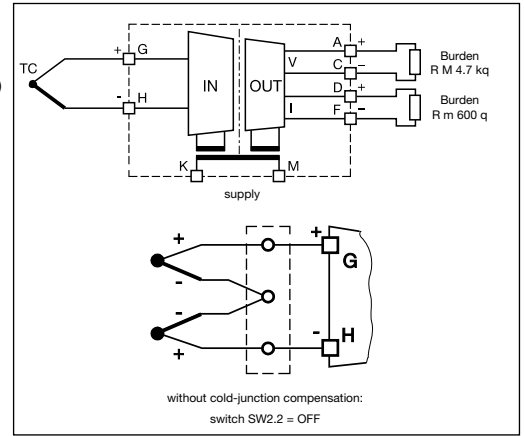 TC
+ G
- H
IN
OUT
V
I
A +
C –
D +
F –
Burden
R M 4.7 kq
Burden
R m 600 q
K
M
supply
+
-
-
+
+
G
-
H
without cold-junction compensation:
switch SW2.2 = OFF